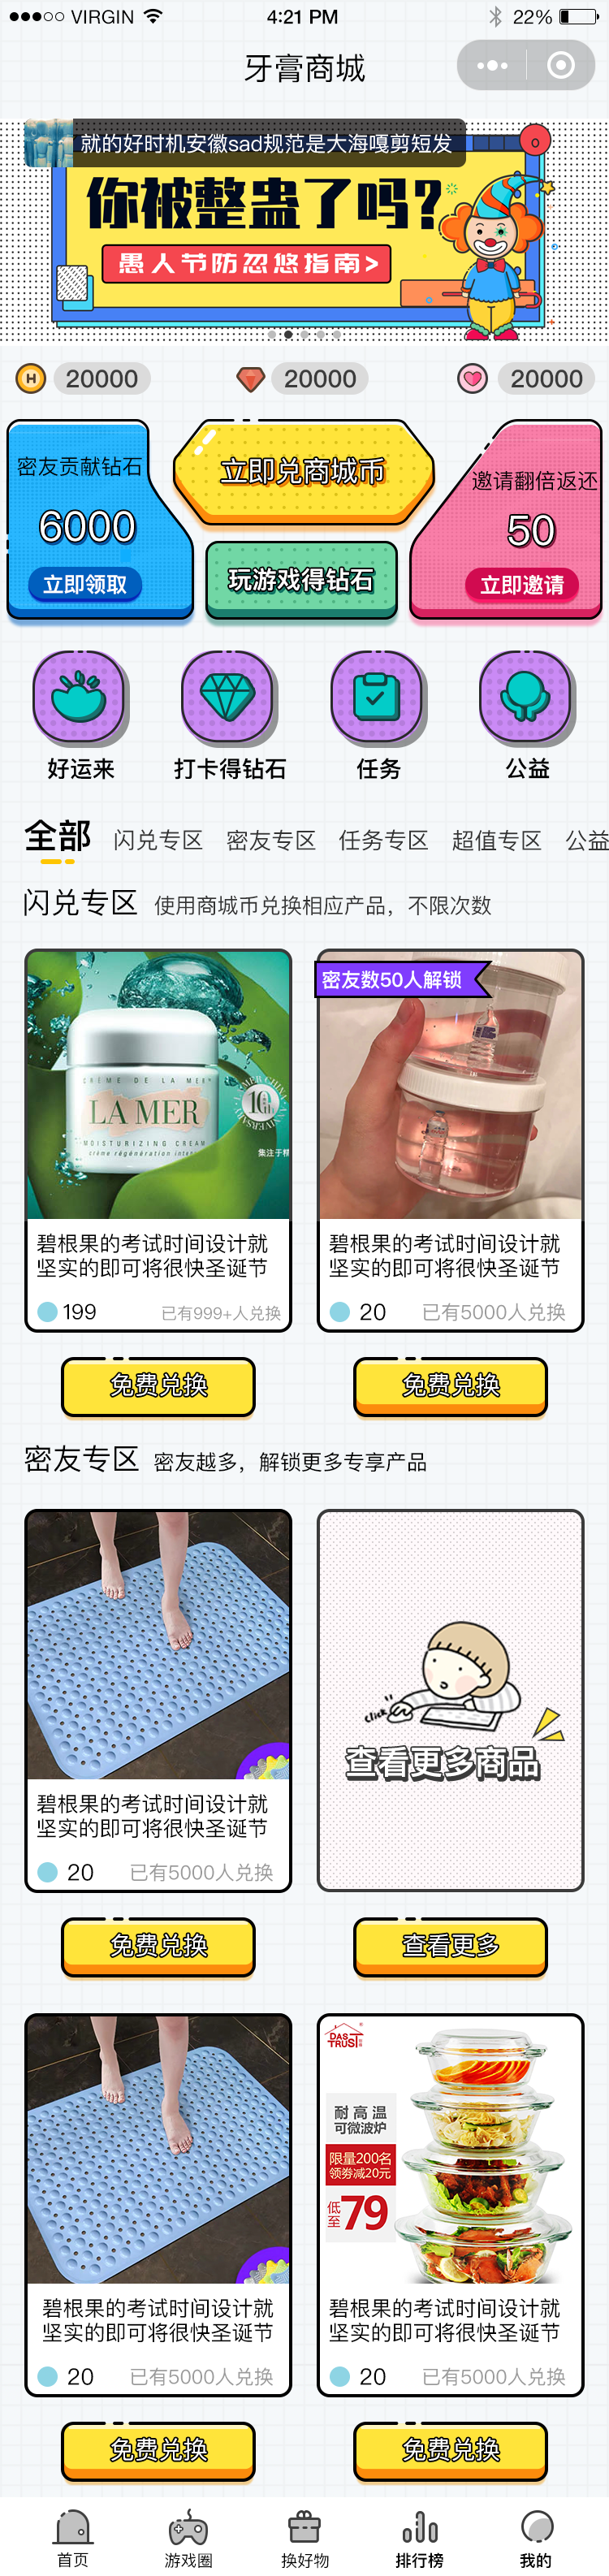 VIRGIN
4:21 PM
22%
牙膏商城
就的好时机安徽sad规范是大海嘎剪短发
你被整蛊了吗?
愚人节防忽悠指南>
H 20000
20000
20000
密友贡献钻石
6000
立即领取
立即兑商城币
玩游戏得钻石
邀请翻倍返还
50
立即邀请
好运来
打卡得钻石
任务
公益
全部 闪兑专区 密友专区 任务专区 超值专区 公益
闪兑专区 使用商城币兑换相应产品，不限次数
CRÈME DE LA MER
LA MER
MOISTURIZING CREAM
crème régénération inten
集注于精
密友数50人解锁
碧根果的考试时间设计就
坚实的即可将很快圣诞节
199 已有999+人兑换
碧根果的考试时间设计就
坚实的即可将很快圣诞节
20 已有5000人兑换
免费兑换
免费兑换
密友专区 密友越多，解锁更多专享产品
碧根果的考试时间设计就
坚实的即可将很快圣诞节
20 已有5000人兑换
click
查看更多商品
免费兑换
查看更多
碧根果的考试时间设计就
坚实的即可将很快圣诞节
20 已有5000人兑换
DAS
TRUST
耐高温
可微波炉
限量200名
领券减20元
低至79
碧根果的考试时间设计就
坚实的即可将很快圣诞节
20 已有5000人兑换
免费兑换
免费兑换
首页
游戏圈
换好物
排行榜
我的